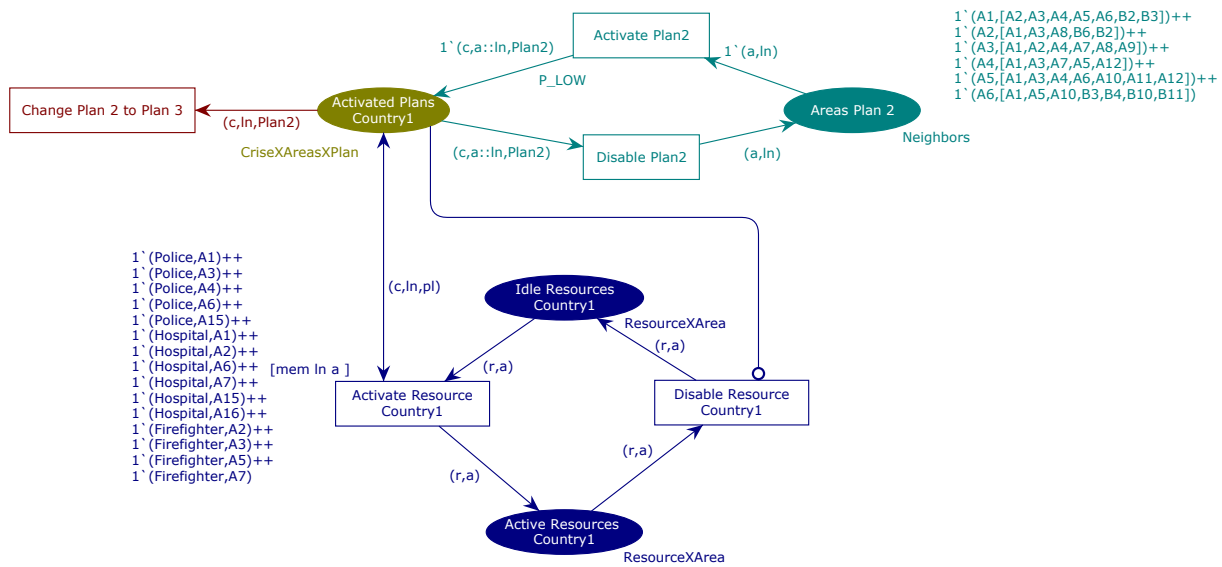 1`(A1,[A2,A3,A4,A5,A6,B2,B3])++
1`(A2,[A1,A3,A8,B6,B2])++
1`(A3,[A1,A2,A4,A7,A8,A9])++
1`(A4,[A1,A3,A7,A5,A12])++
1`(A5,[A1,A3,A4,A6,A10,A11,A12])++
1`(A6,[A1,A5,A10,B3,B4,B10,B11])
Activate Plan2
1`(c,a::ln,Plan2)
1`(a,ln)
P_LOW
Change Plan 2 to Plan 3
(c,ln,Plan2)
Activated Plans
Country1
CriseXAreasXPlan
Areas Plan 2
Neighbors
(c,a::ln,Plan2)
Disable Plan2
(a,ln)
1`(Police,A1)++
1`(Police,A3)++
1`(Police,A4)++
1`(Police,A6)++
1`(Police,A15)++
1`(Hospital,A1)++
1`(Hospital,A2)++
1`(Hospital,A6)++
1`(Hospital,A7)++
1`(Hospital,A15)++
1`(Hospital,A16)++
1`(Firefighter,A2)++
1`(Firefighter,A3)++
1`(Firefighter,A5)++
1`(Firefighter,A7)
(c,ln,pl)
Idle Resources
Country1
ResourceXArea
(r,a)
(r,a)
[mem ln a ]
Activate Resource
Country1
Disable Resource
Country1
(r,a)
(r,a)
Active Resources
Country1
ResourceXArea